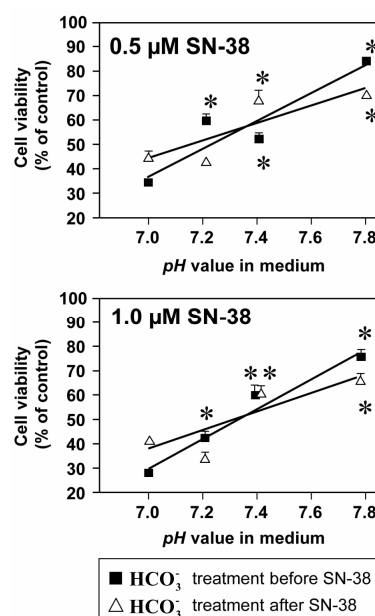 0.5 µM SN-38
Cell viability
(% of control)
100
90
80
70
60
50
40
30
20
* * * * *
7.0 7.2 7.4 7.6 7.8
pH value in medium
1.0 µM SN-38
Cell viability
(% of control)
100
90
80
70
60
50
40
30
20
* * * * *
7.0 7.2 7.4 7.6 7.8
pH value in medium
■ HCO₃⁻ treatment before SN-38
△ HCO₃⁻ treatment after SN-38